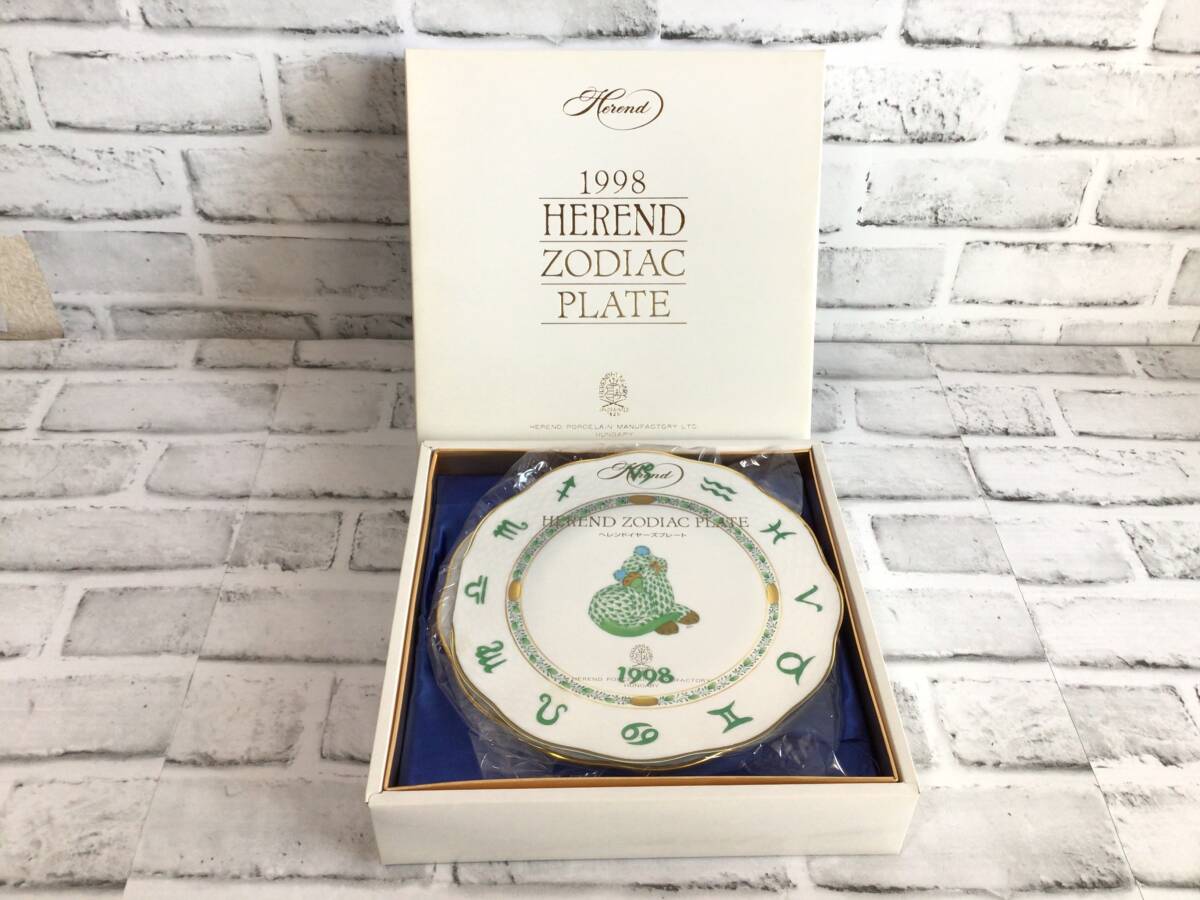 Herend
1998
HEREND
ZODIAC
PLATE
HEREND PORCELAIN MANUFACTORY LTD.
HUNGARY
Herend
HEREND ZODIAC PLATE
ヘレンドイヤーズプレート
1998
HUNGARY